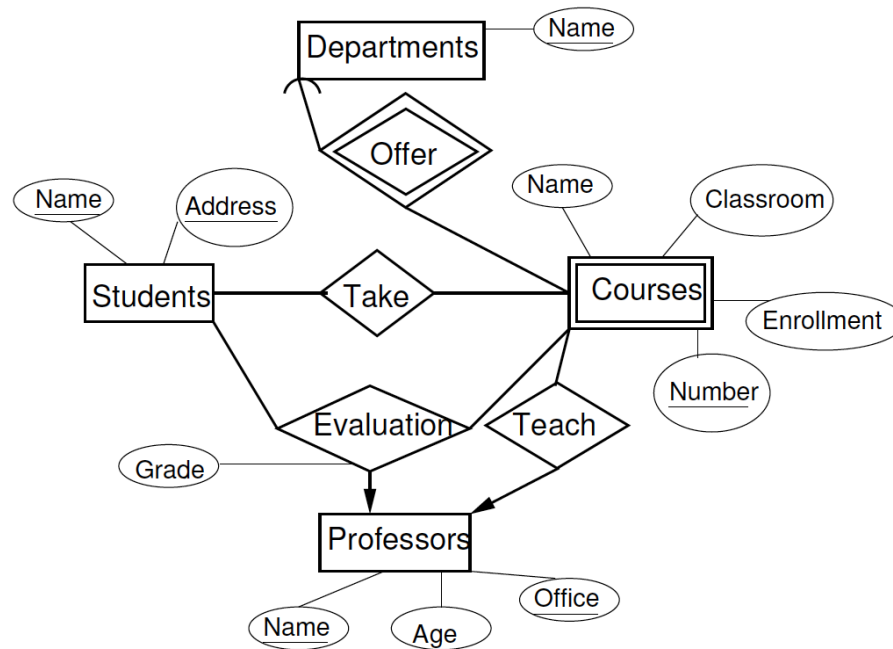 Departments
Name
Offer
Name
Classroom
Name
Address
Students
Take
Courses
Enrollment
Number
Evaluation
Teach
Grade
Professors
Name
Age
Office